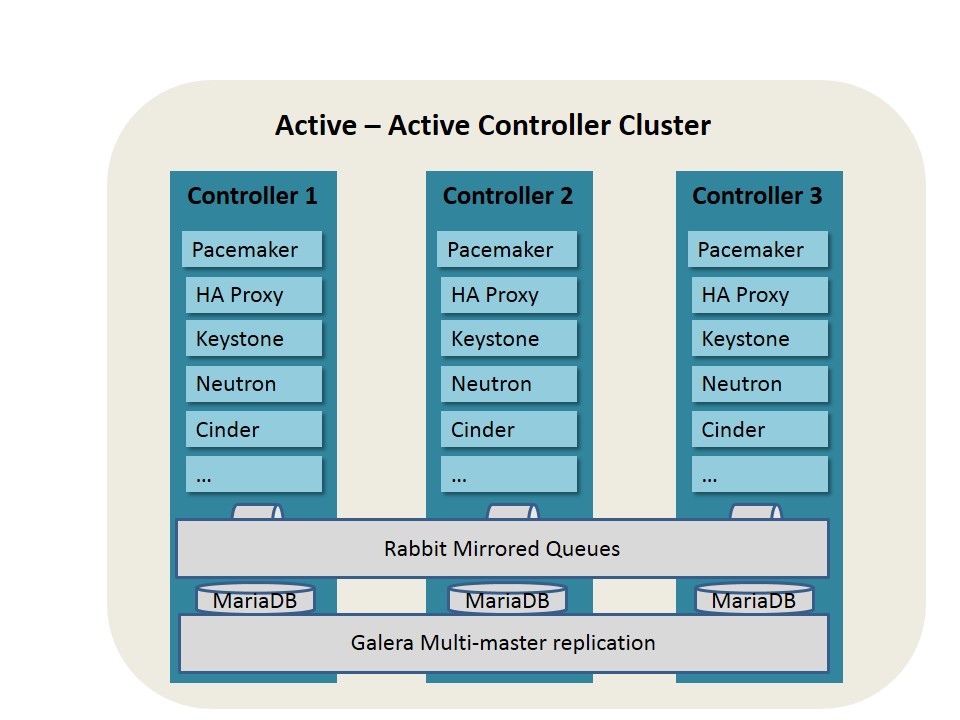 Active – Active Controller Cluster
Controller 1
Pacemaker
HA Proxy
Keystone
Neutron
Cinder
...
Controller 2
Pacemaker
HA Proxy
Keystone
Neutron
Cinder
...
Controller 3
Pacemaker
HA Proxy
Keystone
Neutron
Cinder
...
Rabbit Mirrored Queues
MariaDB
MariaDB
MariaDB
Galera Multi-master replication